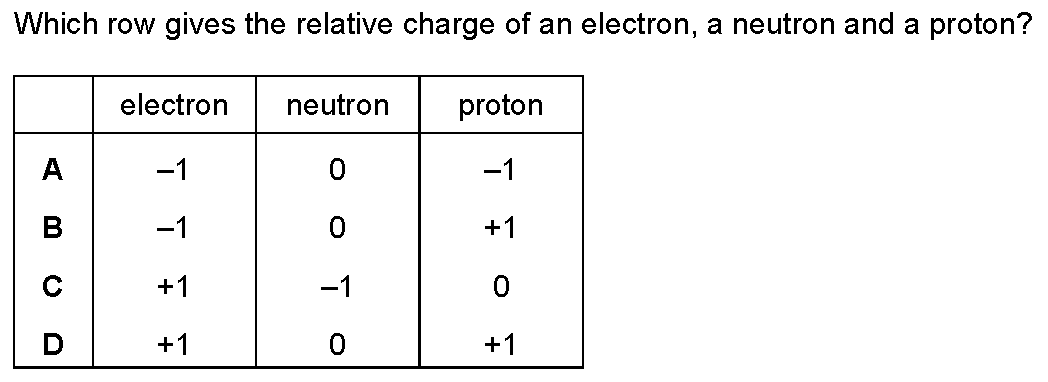 Which row gives the relative charge of an electron, a neutron and a proton?
electron neutron proton
A –1 0 –1
B –1 0 +1
C +1 –1 0
D +1 0 +1